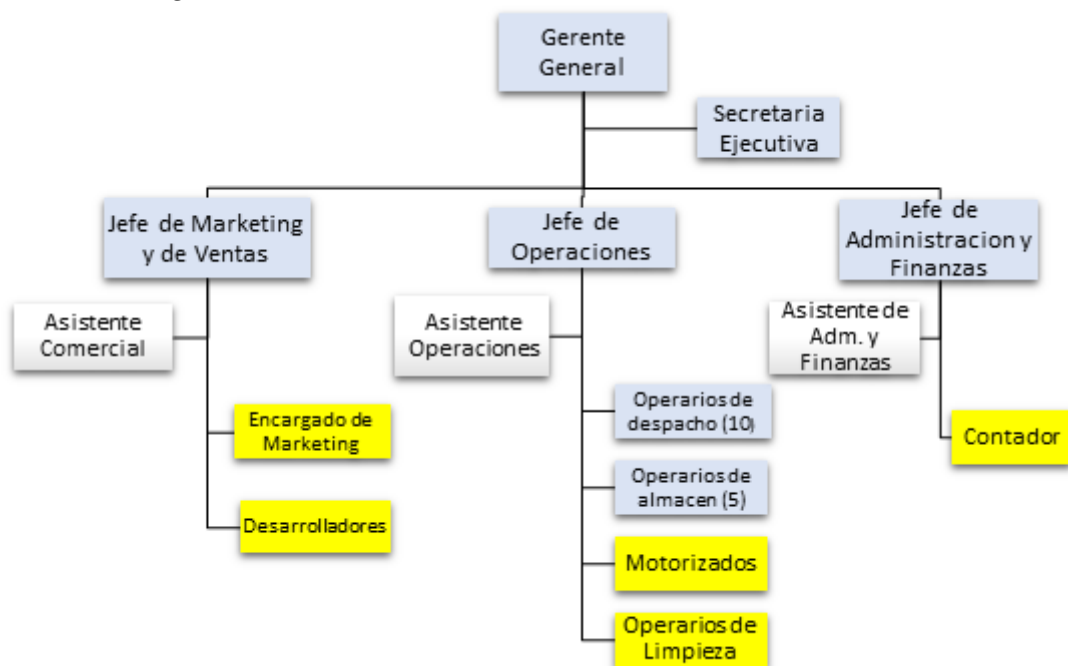 Gerente
General
Secretaria
Ejecutiva
Jefe de Marketing
y de Ventas
Jefe de
Operaciones
Jefe de
Administracion y
Finanzas
Asistente
Comercial
Asistente
Operaciones
Asistente de
Adm. y
Finanzas
Encargado de
Marketing
Desarrolladores
Operarios de
despacho (10)
Operarios de
almacen (5)
Motorizados
Operarios de
Limpieza
Contador